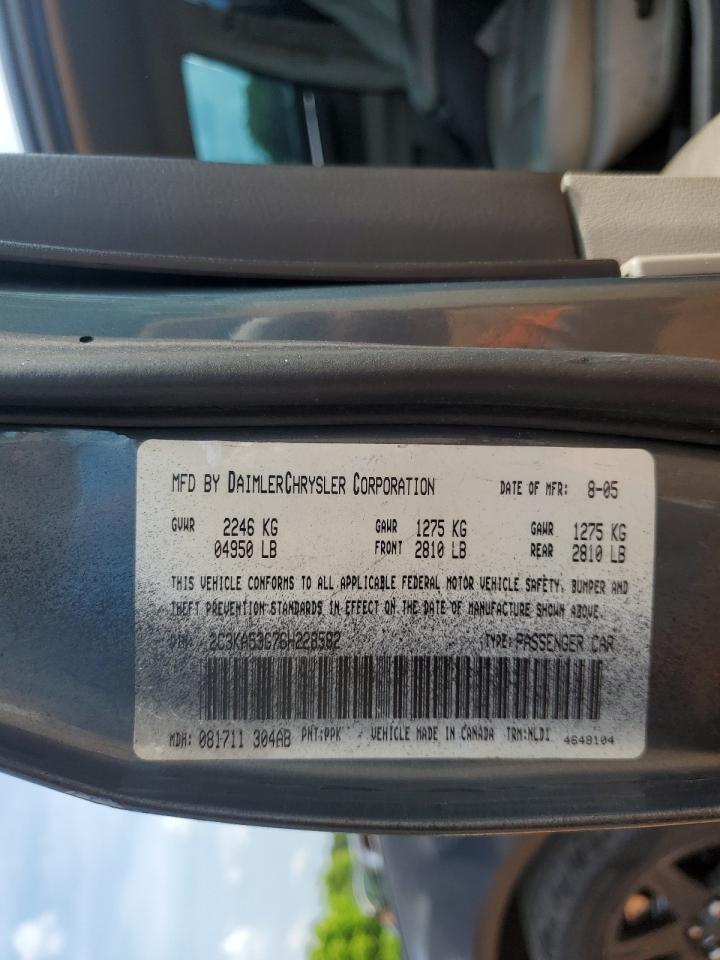 MFD BY DAIMLERCHRYSLER CORPORATION DATE OF MFR: 8-05
GVWR 2246 KG GAWR 1275 KG GAWR 1275 KG
04950 LB FRONT 2810 LB REAR 2810 LB
THIS VEHICLE CONFORMS TO ALL APPLICABLE FEDERAL MOTOR VEHICLE SAFETY, BUMPER AND
THEFT PREVENTION STANDARDS IN EFFECT ON THE DATE OF MANUFACTURE SHOWN ABOVE.
VIN: 2C3KA53G76H228582 TYPE: PASSENGER CAR
MDH: 081711 304AB PNT:PPK VEHICLE MADE IN CANADA TRM:NLDI 4648104